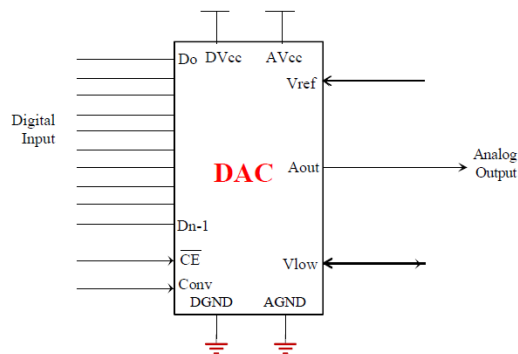 Do
DVcc
AVcc
Vref
Digital
Input
DAC
Aout
Analog
Output
Dn-1
CE
Vlow
Conv
DGND
AGND